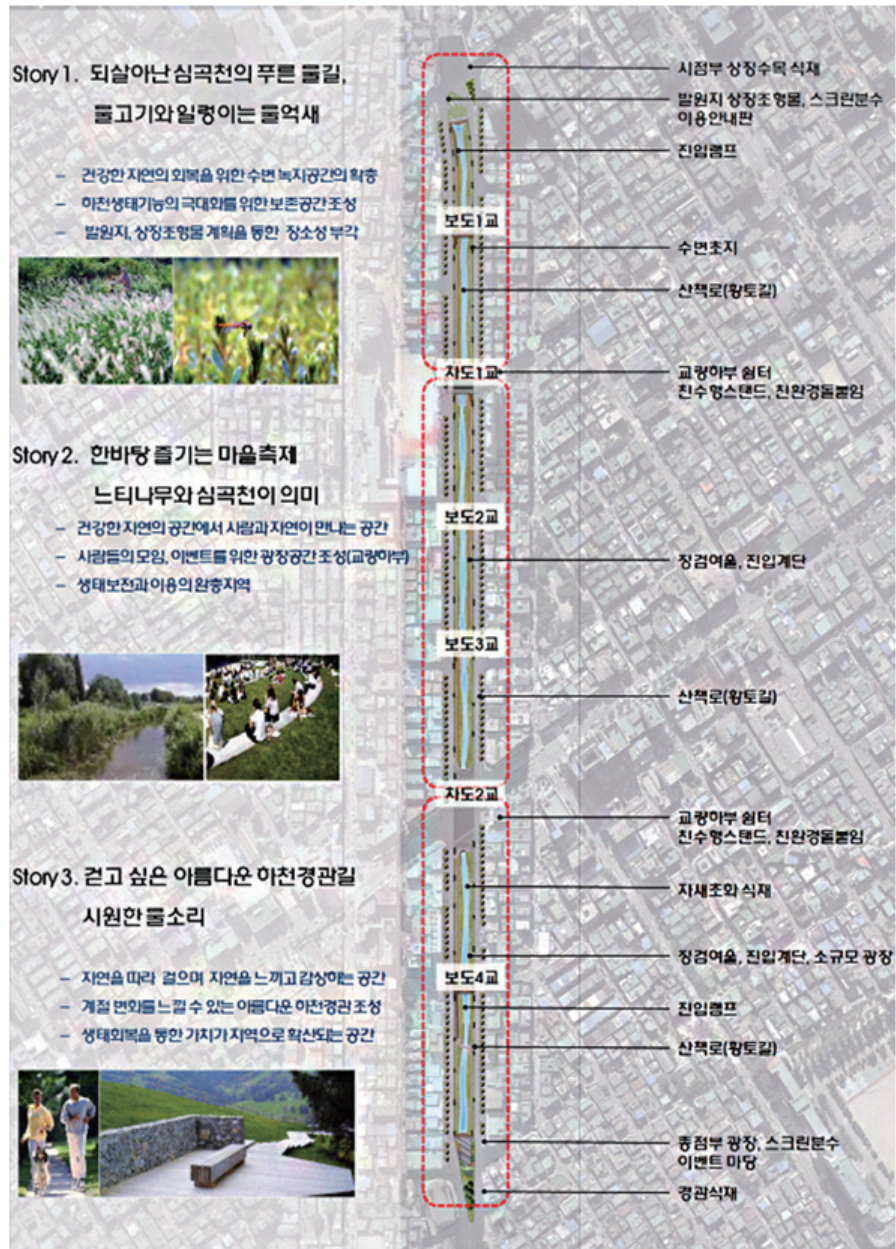 Story 1. 되살아난 심곡천의 푸른 물길,
물고기와 일렁이는 물억새
– 건강한 자연의 회복을 위한 수변 녹지공간의 확충
– 하천생태기능의 극대화를 위한 보존공간 조성
– 발원지, 상징조형물 계획을 통한 장소성 부각
Story 2. 한바탕 즐기는 마을축제
느티나무와 심곡천이 의미
– 건강한 자연의 공간에서 사람과 자연이 만나는 공간
– 사람들의 모임, 이벤트를 위한 광장공간 조성(교량하부)
– 생태보전과 이용의 완충지역
Story 3. 걷고 싶은 아름다운 하천경관길
시원한 물소리
– 자연을 따라 걸으며 자연을 느끼고 감상하는 공간
– 계절 변화를 느낄 수 있는 아름다운 하천경관 조성
– 생태회복을 통한 가치가 지역으로 확산되는 공간
보도1교
차도1교
보도2교
보도3교
차도2교
보도4교
시점부 상징수목 식재
발원지 상징조형물, 스크린분수
이용안내판
진입램프
수변초지
산책로(황토길)
교량하부 쉼터
친수형스탠드, 친환경돌붙임
징검여울, 진입계단
산책로(황토길)
교량하부 쉼터
친수형스탠드, 친환경돌붙임
자생초화 식재
징검여울, 진입계단, 소규모 광장
진입램프
산책로(황토길)
종점부 광장, 스크린분수
이벤트 마당
경관식재